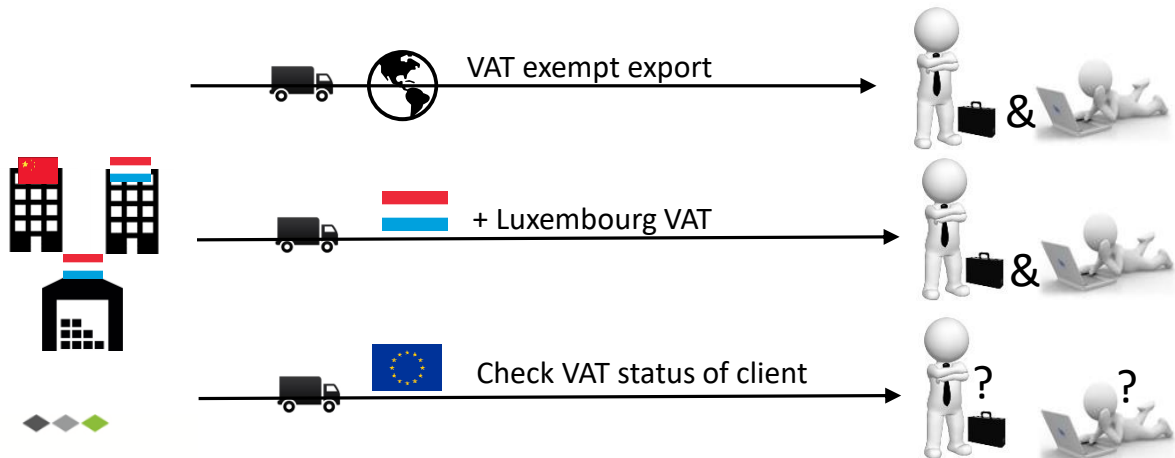 VAT exempt export
&
+ Luxembourg VAT
&
Check VAT status of client
?
?